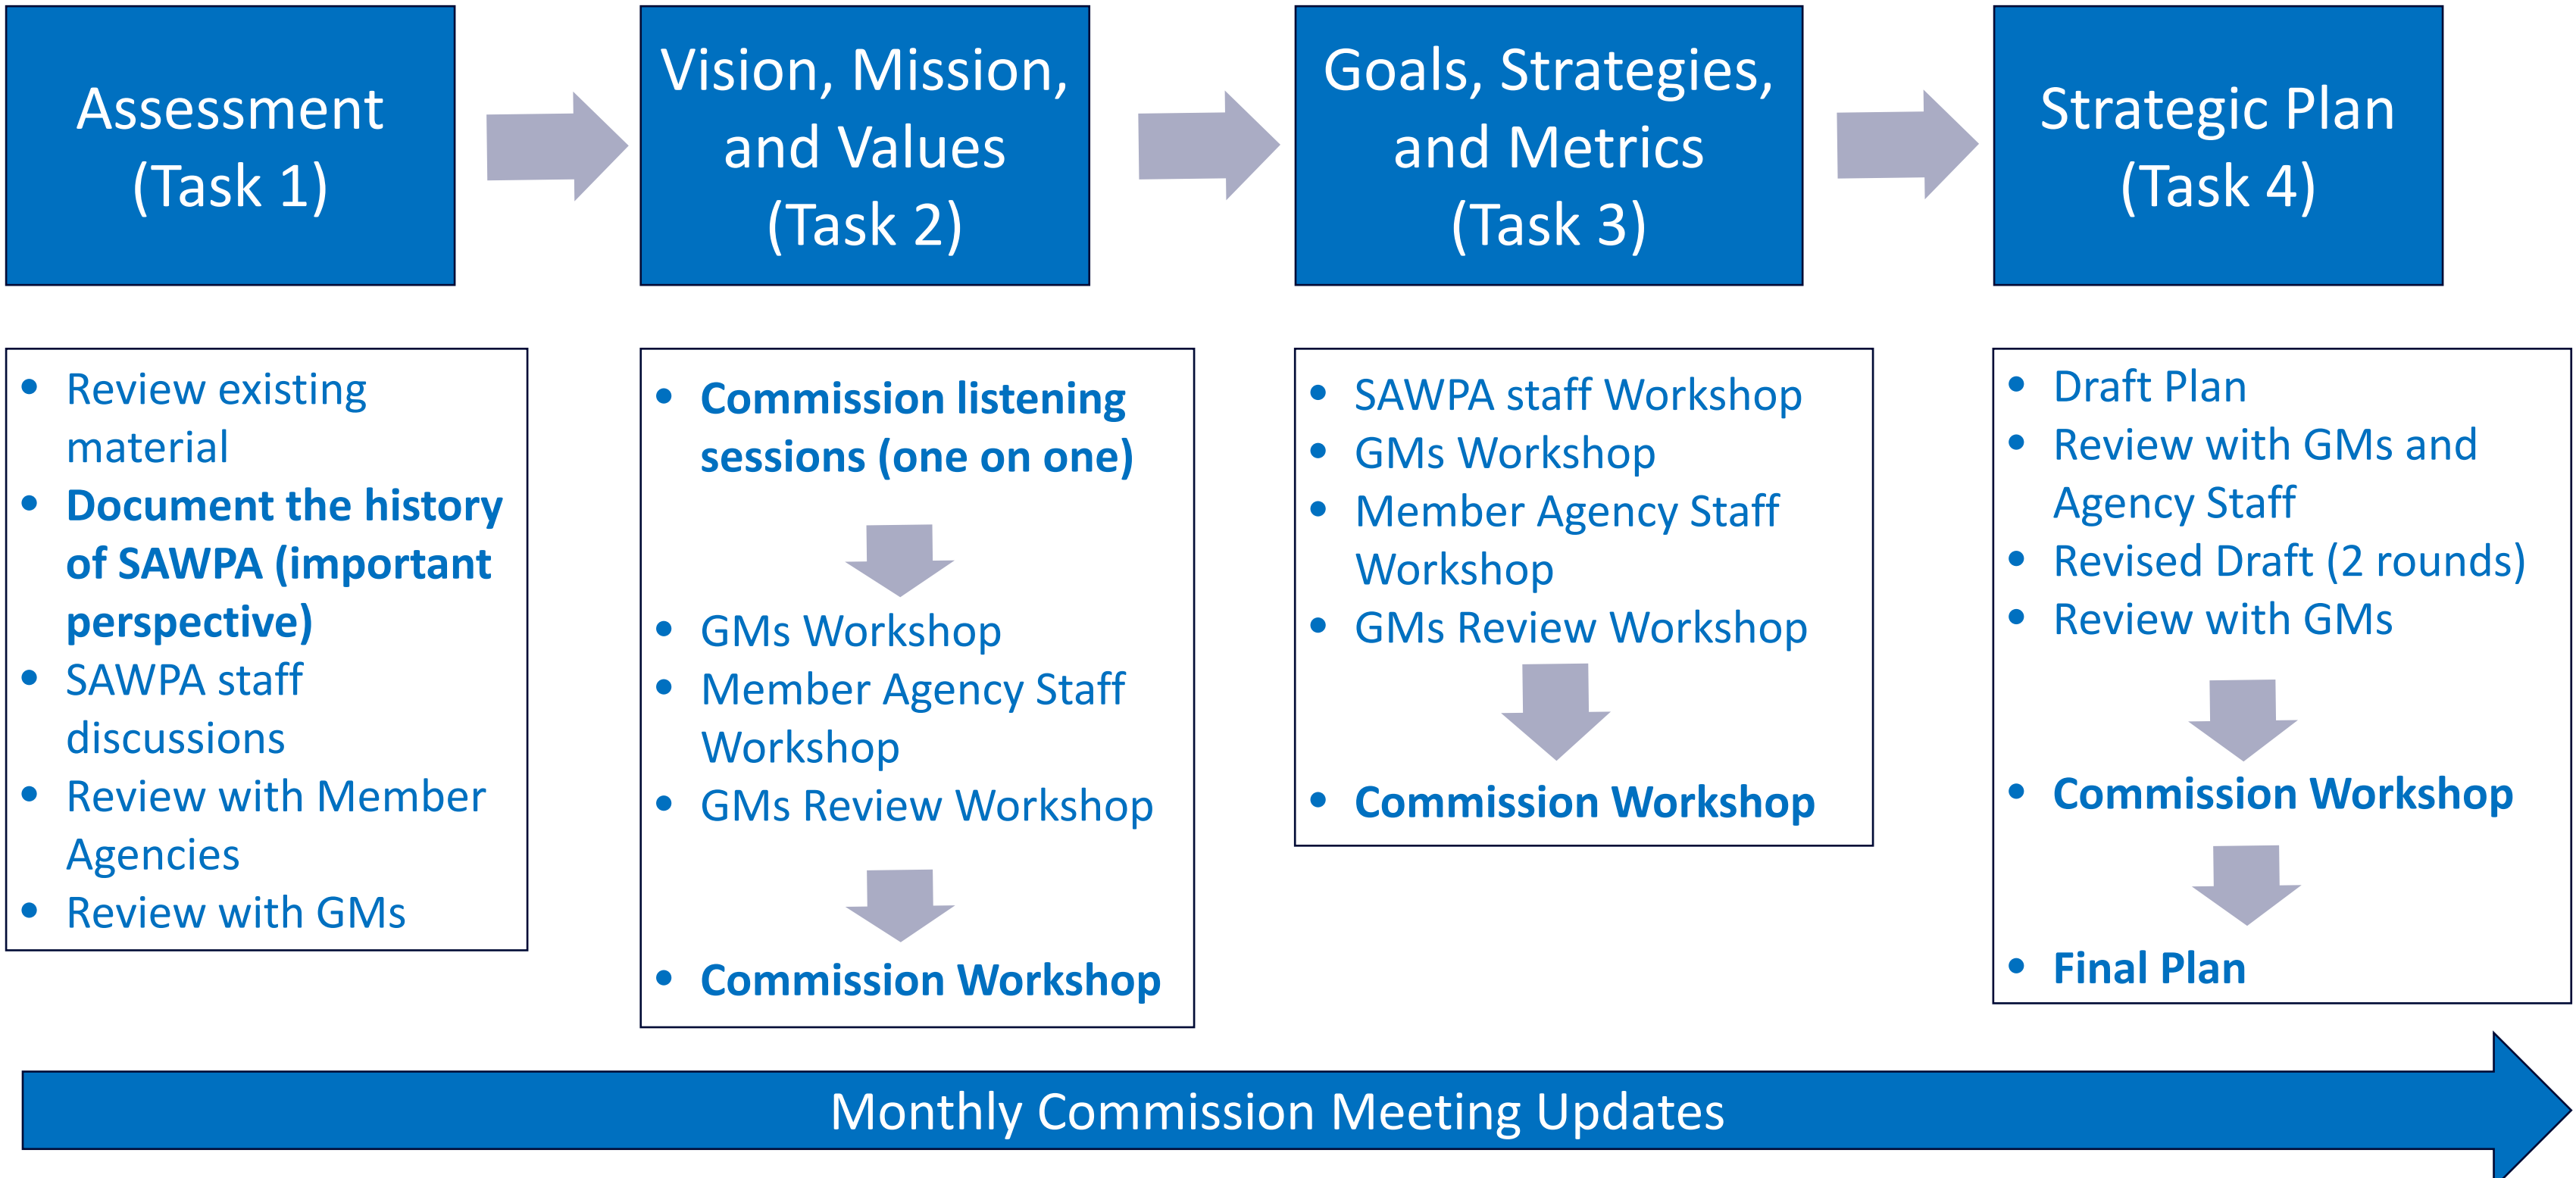 Assessment
(Task 1)
Vision, Mission,
and Values
(Task 2)
Goals, Strategies,
and Metrics
(Task 3)
Strategic Plan
(Task 4)
• Review existing
material
• Document the history
of SAWPA (important
perspective)
• SAWPA staff
discussions
• Review with Member
Agencies
• Review with GMs
• Commission listening
sessions (one on one)
• GMs Workshop
• Member Agency Staff
Workshop
• GMs Review Workshop
• Commission Workshop
• SAWPA staff Workshop
• GMs Workshop
• Member Agency Staff
Workshop
• GMs Review Workshop
• Commission Workshop
• Draft Plan
• Review with GMs and
Agency Staff
• Revised Draft (2 rounds)
• Review with GMs
• Commission Workshop
• Final Plan
Monthly Commission Meeting Updates